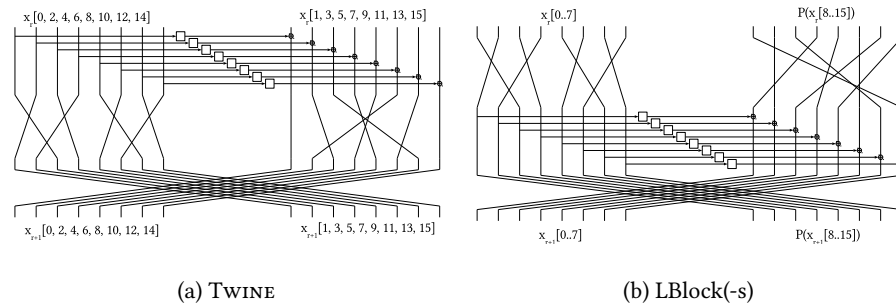 x_r[0, 2, 4, 6, 8, 10, 12, 14] x_r[1, 3, 5, 7, 9, 11, 13, 15]
x_{r+1}[0, 2, 4, 6, 8, 10, 12, 14] x_{r+1}[1, 3, 5, 7, 9, 11, 13, 15]
(a) TWINE
x_r[0..7] P(x_r[8..15])
x_{r+1}[0..7] P(x_{r+1}[8..15])
(b) LBlock(-s)